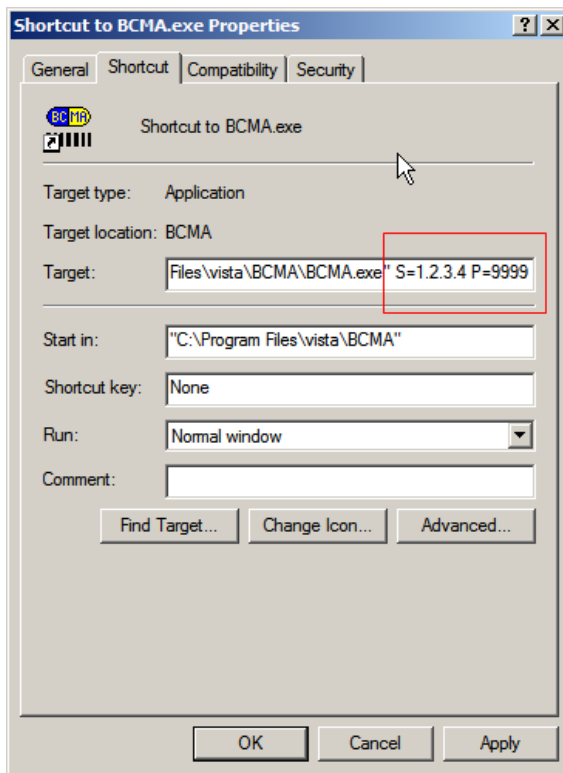 Shortcut to BCMA.exe Properties
?
General Shortcut Compatibility Security
BCMA
Shortcut to BCMA.exe
Target type: Application
Target location: BCMA
Target: Files\vista\BCMA\BCMA.exe" S=1.2.3.4 P=9999
Start in: "C:\Program Files\vista\BCMA"
Shortcut key: None
Run: Normal window
Comment:
Find Target... Change Icon... Advanced...
OK Cancel Apply